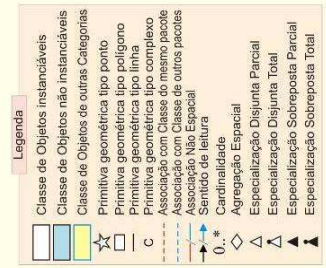 Legenda
Classe de Objetos instanciáveis
Classe de Objetos não instanciáveis
Classe de Objetos de outras Categorias
Primitiva geométrica tipo ponto
Primitiva geométrica tipo polígono
Primitiva geométrica tipo linha
C Primitiva geométrica tipo complexo
Associação com Classe do mesmo pacote
Associação com Classe de outros pacotes
Associação Não Espacial
Sentido de leitura
0..* Cardinalidade
Agregação Espacial
Especialização Disjunta Parcial
Especialização Disjunta Total
Especialização Sobreposta Parcial
Especialização Sobreposta Total